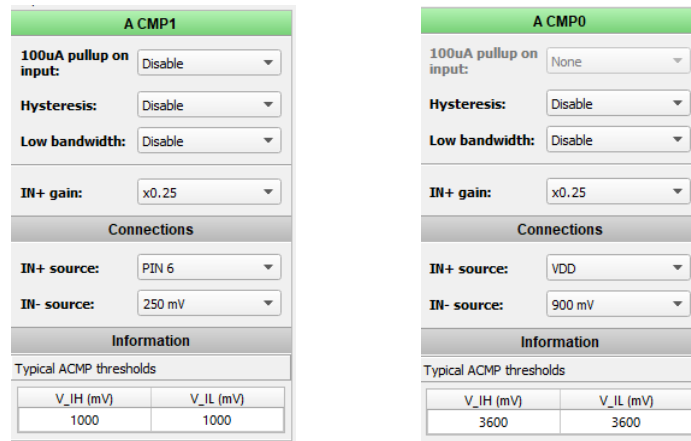 A CMP1
100uA pullup on
input:
Disable
Hysteresis: Disable
Low bandwidth: Disable
IN+ gain: x0.25
Connections
IN+ source: PIN 6
IN- source: 250 mV
Information
Typical ACMP thresholds
V_IH (mV) V_IL (mV)
1000 1000
A CMP0
100uA pullup on
input:
None
Hysteresis: Disable
Low bandwidth: Disable
IN+ gain: x0.25
Connections
IN+ source: VDD
IN- source: 900 mV
Information
Typical ACMP thresholds
V_IH (mV) V_IL (mV)
3600 3600